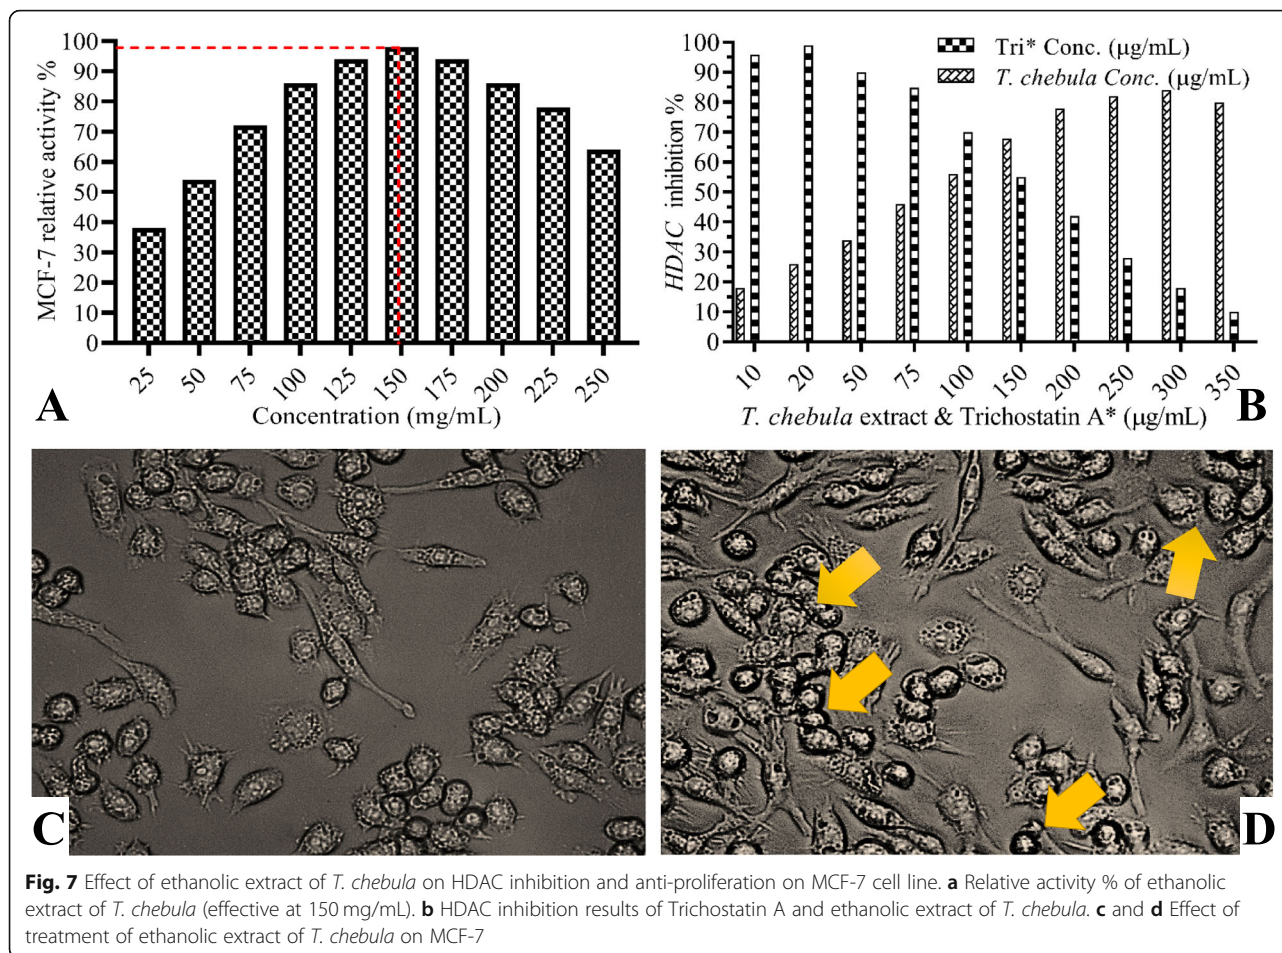 100
90
80
70
60
50
40
30
20
10
0
MCF-7 relative activity %
25 50 75 100 125 150 175 200 225 250
Concentration (mg/mL)
A
100
90
80
70
60
50
40
30
20
10
0
HDAC inhibition %
Tri* Conc. (µg/mL)
T. chebula Conc. (µg/mL)
10 20 50 75 100 150 200 250 300 350
T. chebula extract & Trichostatin A* (µg/mL)
B
C
D
Fig. 7 Effect of ethanolic extract of T. chebula on HDAC inhibition and anti-proliferation on MCF-7 cell line. a Relative activity % of ethanolic
extract of T. chebula (effective at 150 mg/mL). b HDAC inhibition results of Trichostatin A and ethanolic extract of T. chebula. c and d Effect of
treatment of ethanolic extract of T. chebula on MCF-7